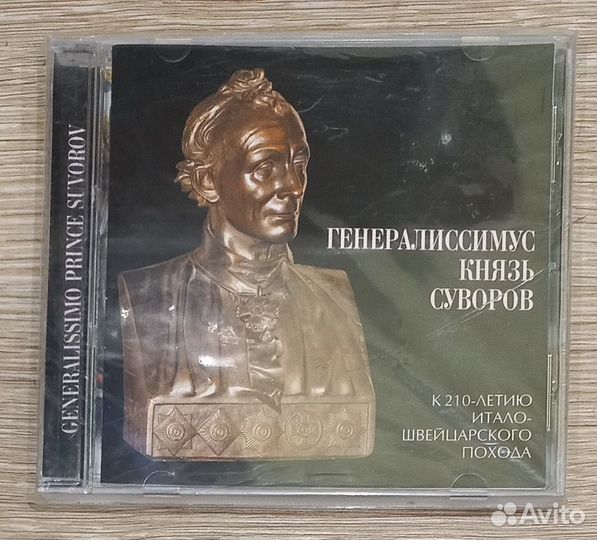 GENERALISSIMO PRINCE SUVOROV
ГЕНЕРАЛИССИМУС
КНЯЗЬ
СУВОРОВ
К 210-ЛЕТИЮ
ИТАЛО-
ШВЕЙЦАРСКОГО
ПОХОДА
Avito